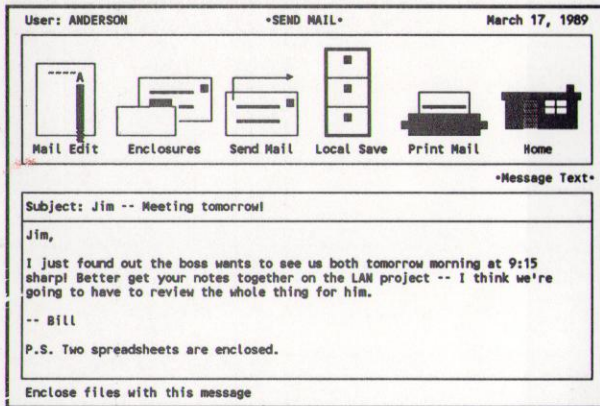 User: ANDERSON •SEND MAIL• March 17, 1989
A
Mail Edit Enclosures Send Mail Local Save Print Mail Home
•Message Text•
Subject: Jim -- Meeting tomorrow!
Jim,
I just found out the boss wants to see us both tomorrow morning at 9:15
sharp! Better get your notes together on the LAN project -- I think we're
going to have to review the whole thing for him.
-- Bill
P.S. Two spreadsheets are enclosed.
Enclose files with this message